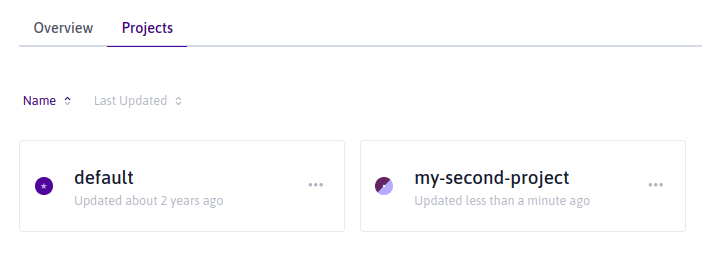 Overview Projects
Name Last Updated
default my-second-project
Updated about 2 years ago Updated less than a minute ago